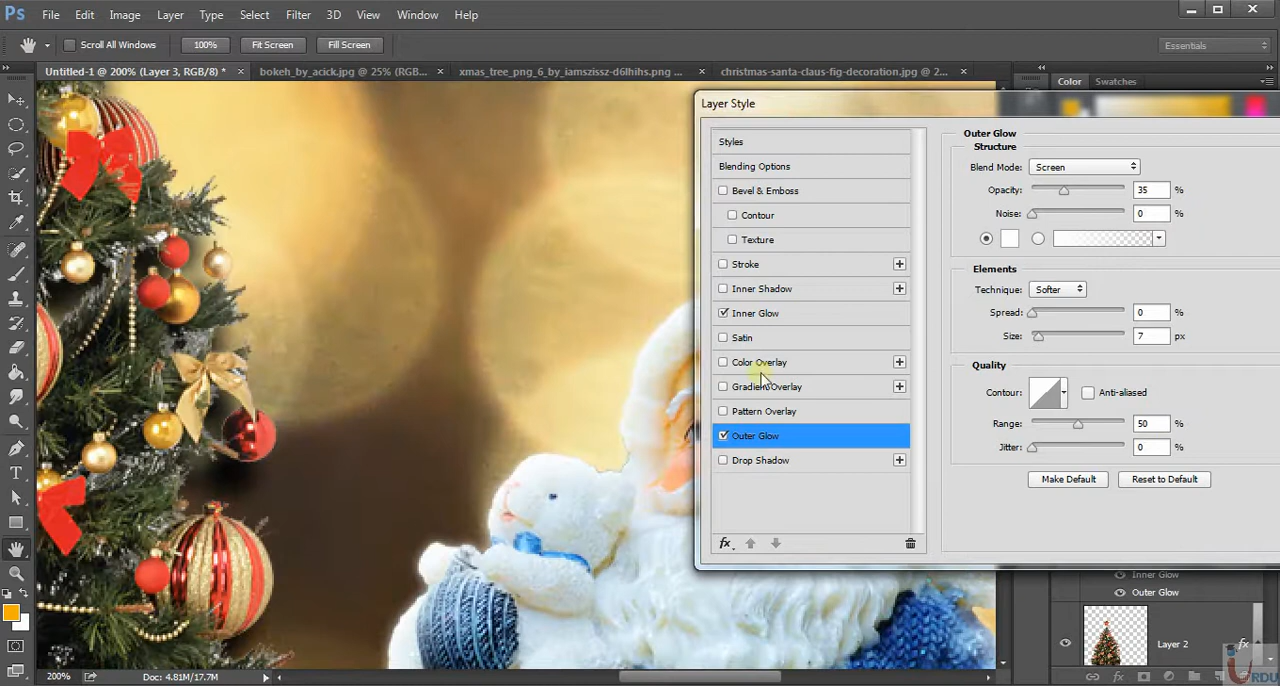 Ps File Edit Image Layer Type Select Filter 3D View Window Help
Scroll All Windows 100% Fit Screen Fill Screen Essentials
Untitled-1 @ 200% (Layer 3, RGB/8) * × bokeh_by_acick.jpg @ 25% (RGB... × xmas_tree_png_6_by_iamszissz-d6lhihs.png ... × christmas-santa-claus-fig-decoration.jpg @ 2... × Color Swatches
Layer Style
Styles
Blending Options
Bevel & Emboss
Contour
Texture
Stroke
Inner Shadow
Inner Glow
Satin
Color Overlay
Gradient Overlay
Pattern Overlay
Outer Glow
Drop Shadow
fx
Outer Glow
Structure
Blend Mode: Screen
Opacity: 35 %
Noise: 0 %
Elements
Technique: Softer
Spread: 0 %
Size: 7 px
Quality
Contour: Anti-aliased
Range: 50 %
Jitter: 0 %
Make Default Reset to Default
Inner Glow
Outer Glow
Layer 2 fx
200% Doc: 4.81M/17.7M
URDU